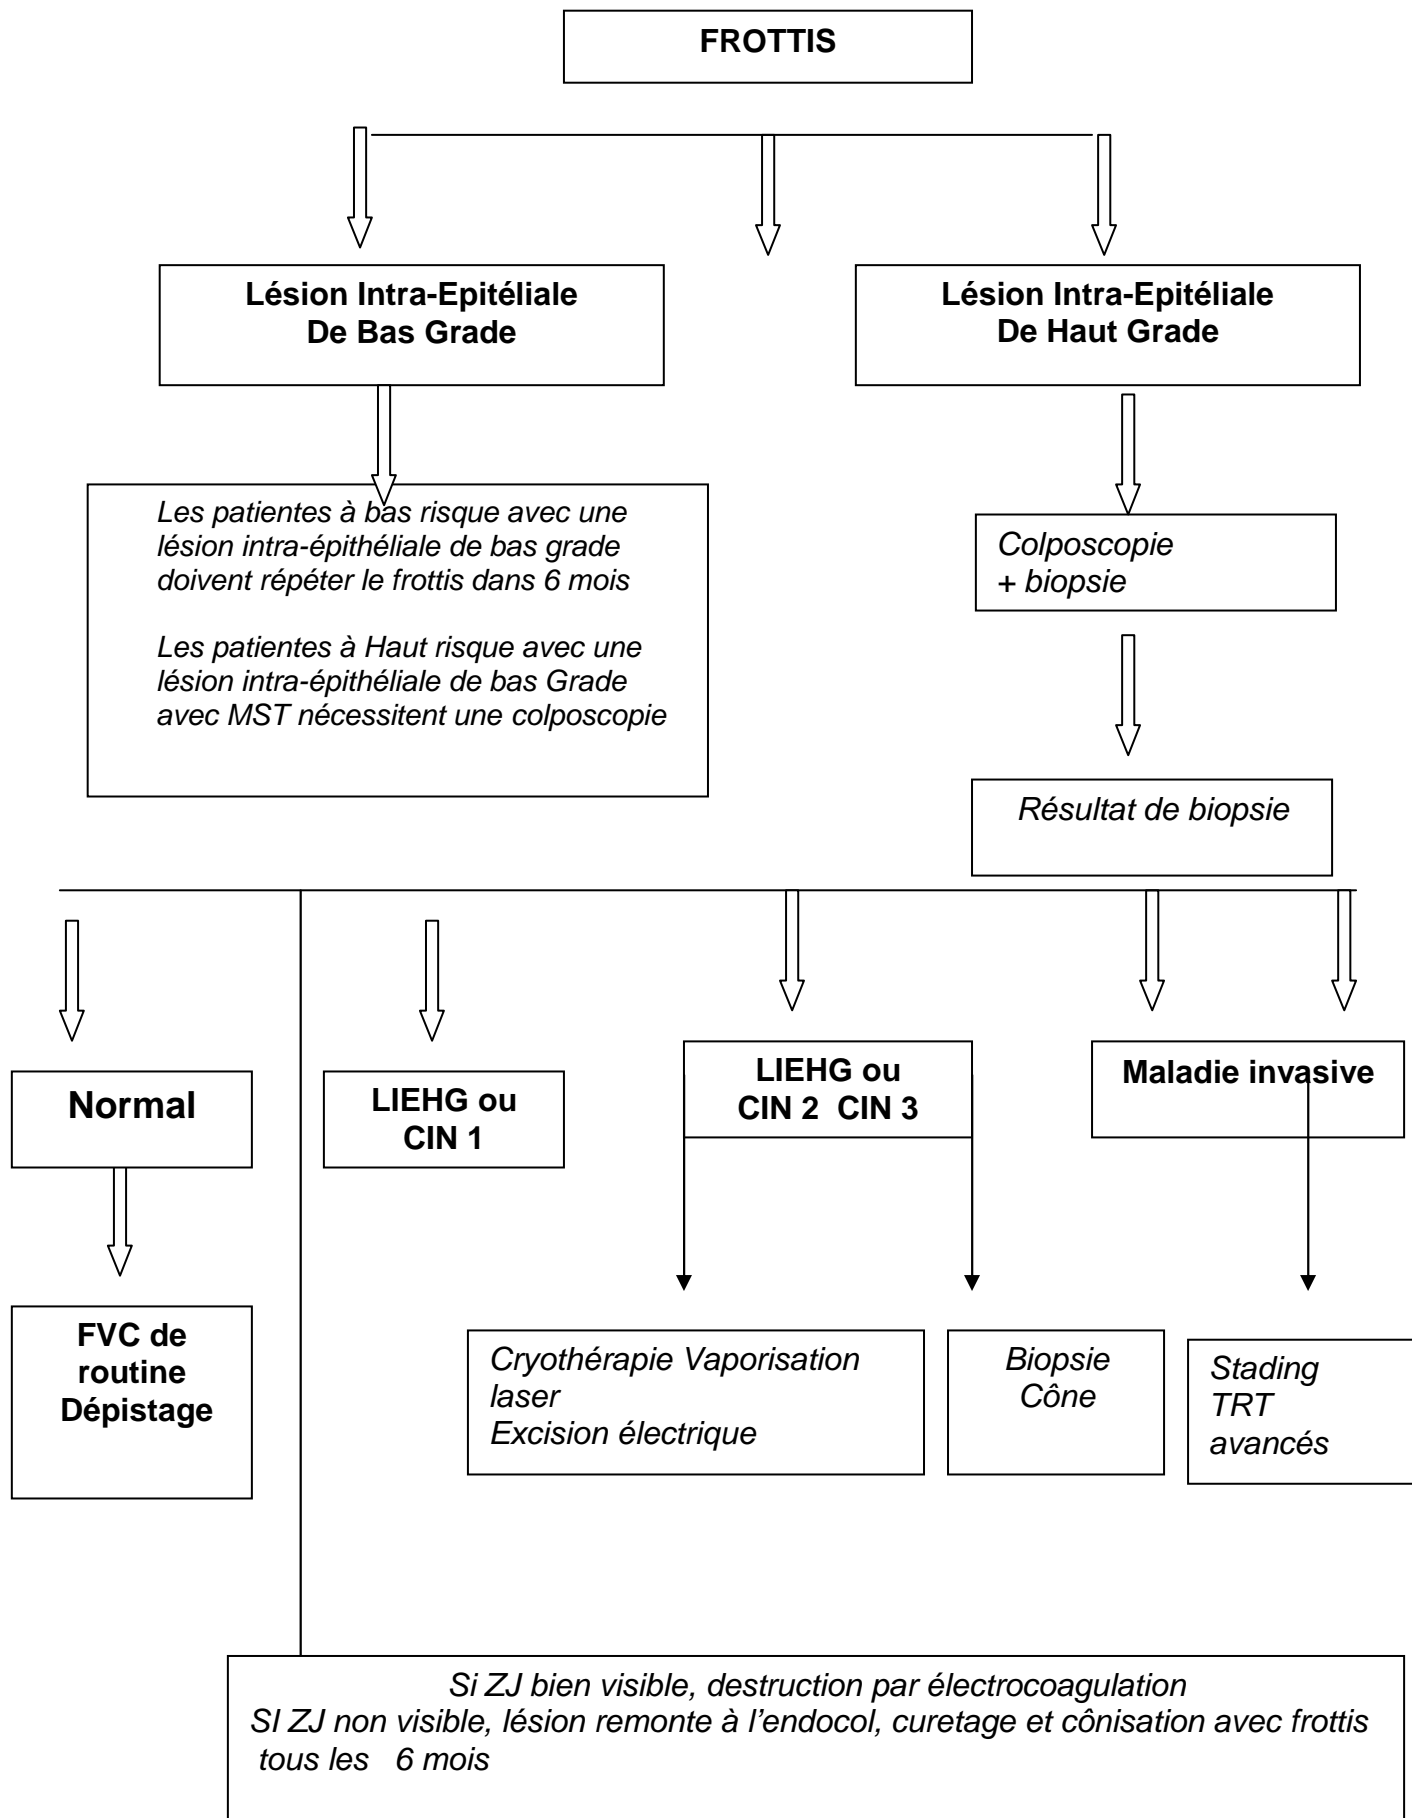 FROTTIS
Lésion Intra-Epitéliale
De Bas Grade
Lésion Intra-Epitéliale
De Haut Grade
Les patientes à bas risque avec une
lésion intra-épithéliale de bas grade
doivent répéter le frottis dans 6 mois
Les patientes à Haut risque avec une
lésion intra-épithéliale de bas Grade
avec MST nécessitent une colposcopie
Colposcopie
+ biopsie
Résultat de biopsie
Normal
LIEHG ou
CIN 1
LIEHG ou
CIN 2 CIN 3
Maladie invasive
FVC de
routine
Dépistage
Cryothérapie Vaporisation
laser
Excision électrique
Biopsie
Cône
Stading
TRT
avancés
Si ZJ bien visible, destruction par électrocoagulation
SI ZJ non visible, lésion remonte à l'endocol, curetage et cônisation avec frottis
tous les 6 mois